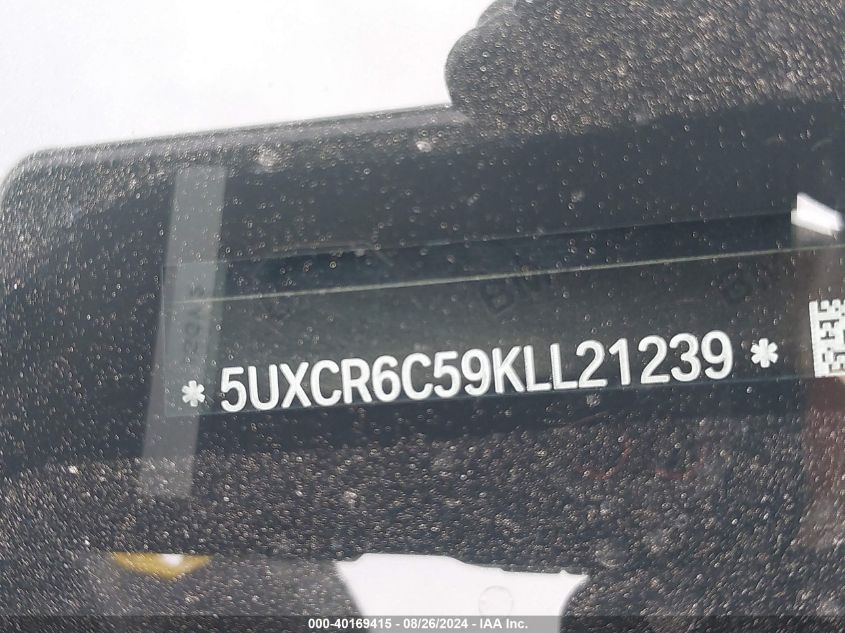 * 5UXCR6C59KLL21239 *
000-40169415 - 08/26/2024 - IAA Inc.